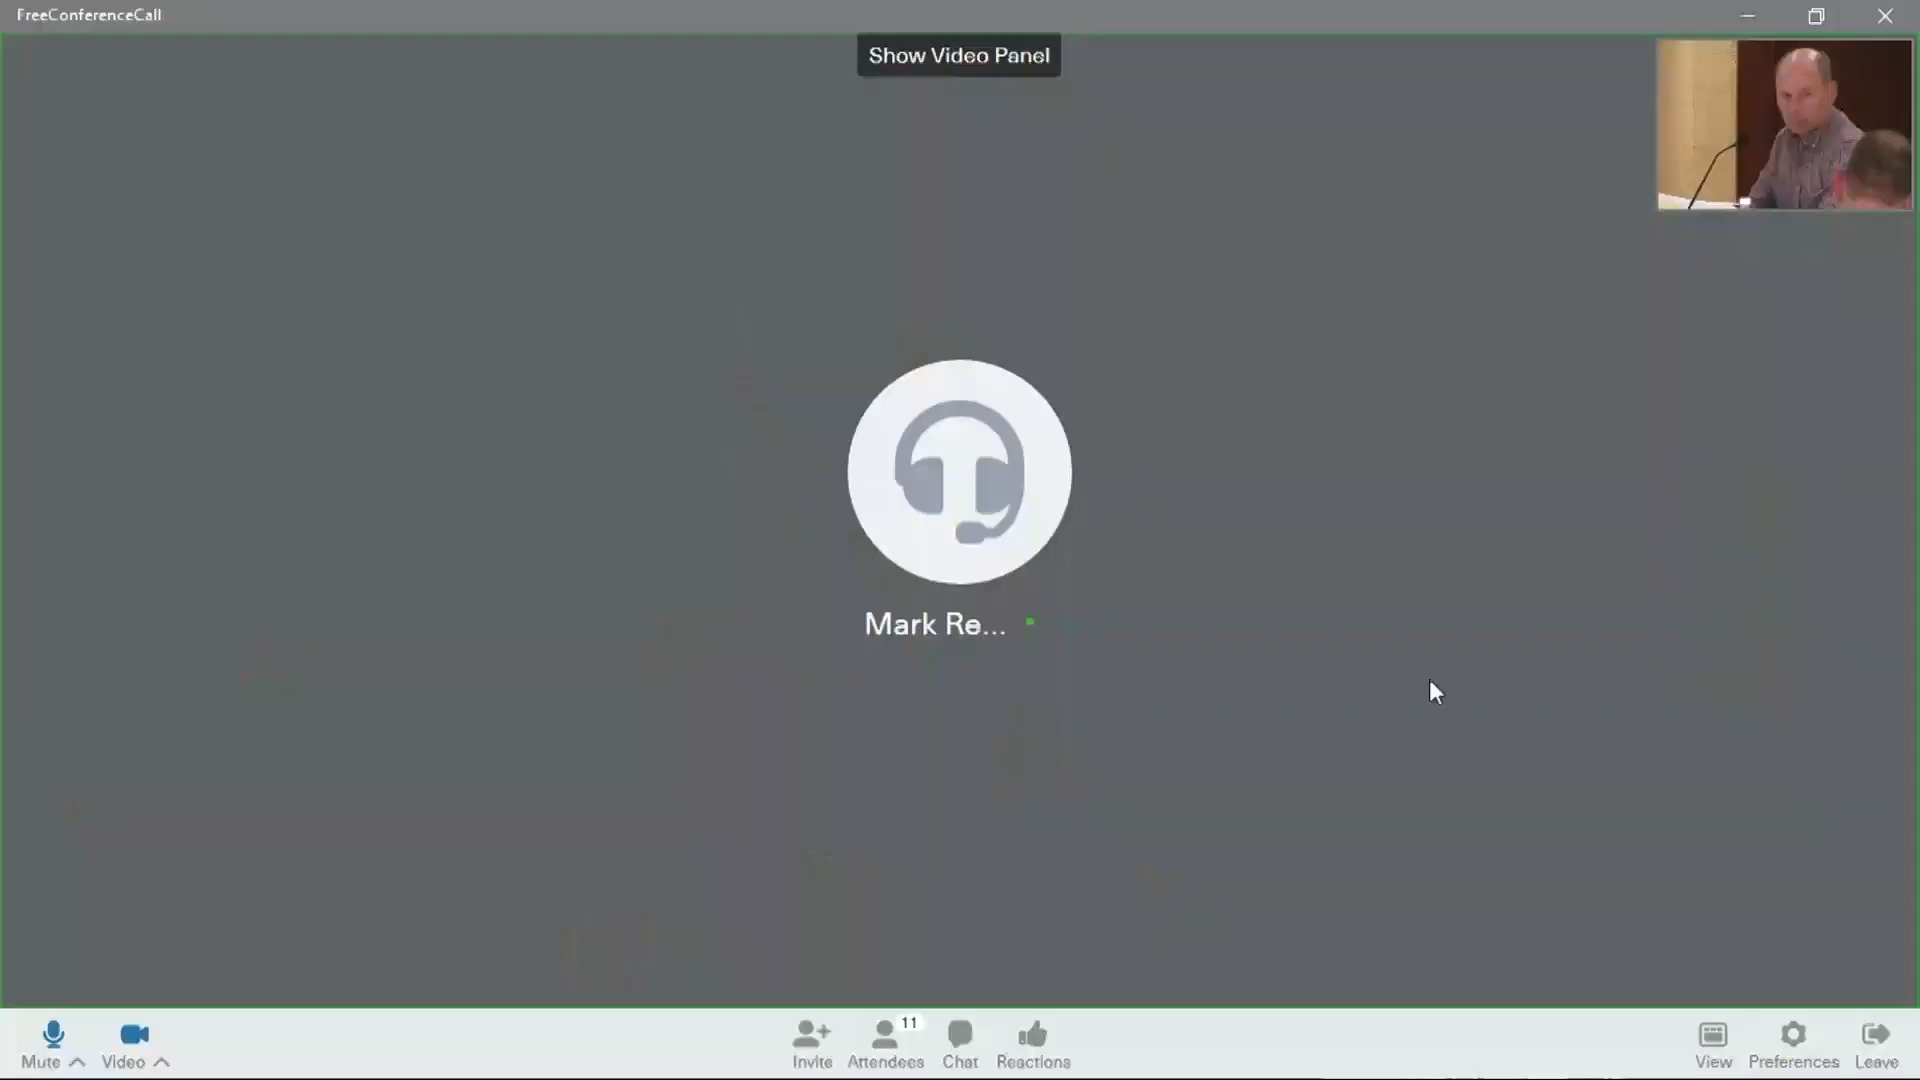 FreeConferenceCall
Show Video Panel
Mark Re...
11
Mute
Video
Invite
Attendees
Chat
Reactions
View
Preferences
Leave